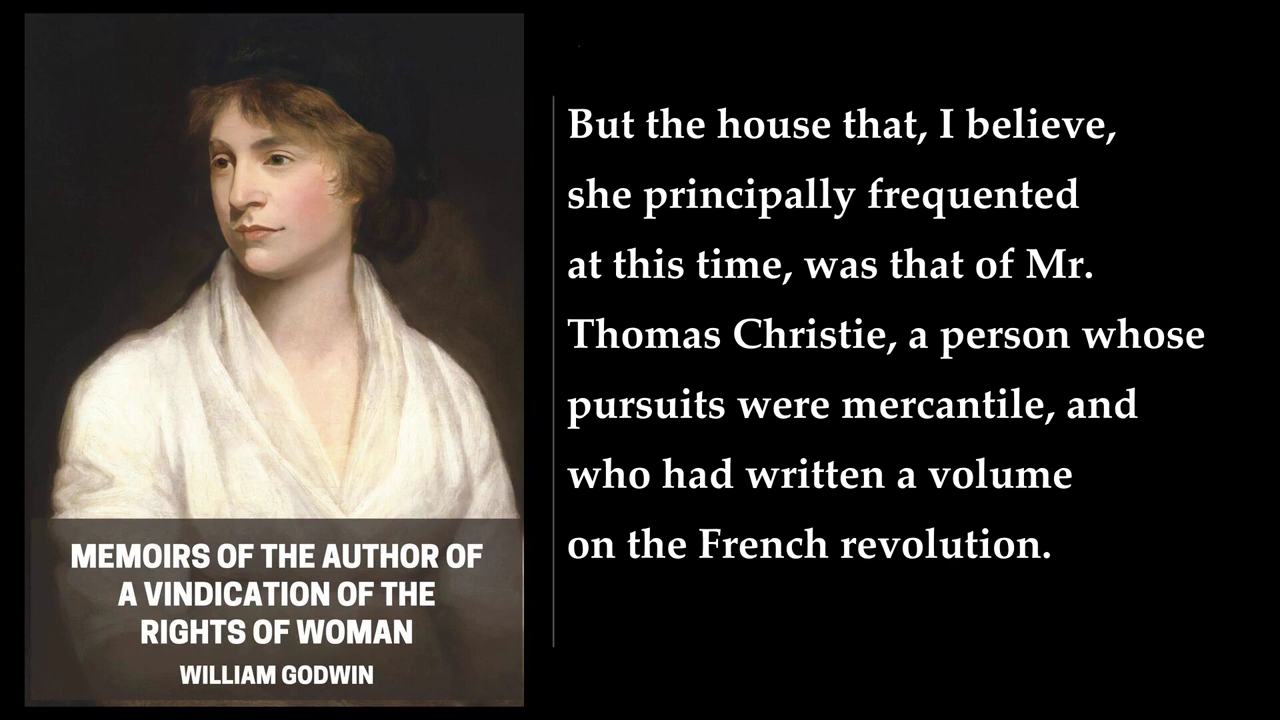 MEMOIRS OF THE AUTHOR OF
A VINDICATION OF THE
RIGHTS OF WOMAN
WILLIAM GODWIN
But the house that, I believe,
she principally frequented
at this time, was that of Mr.
Thomas Christie, a person whose
pursuits were mercantile, and
who had written a volume
on the French revolution.